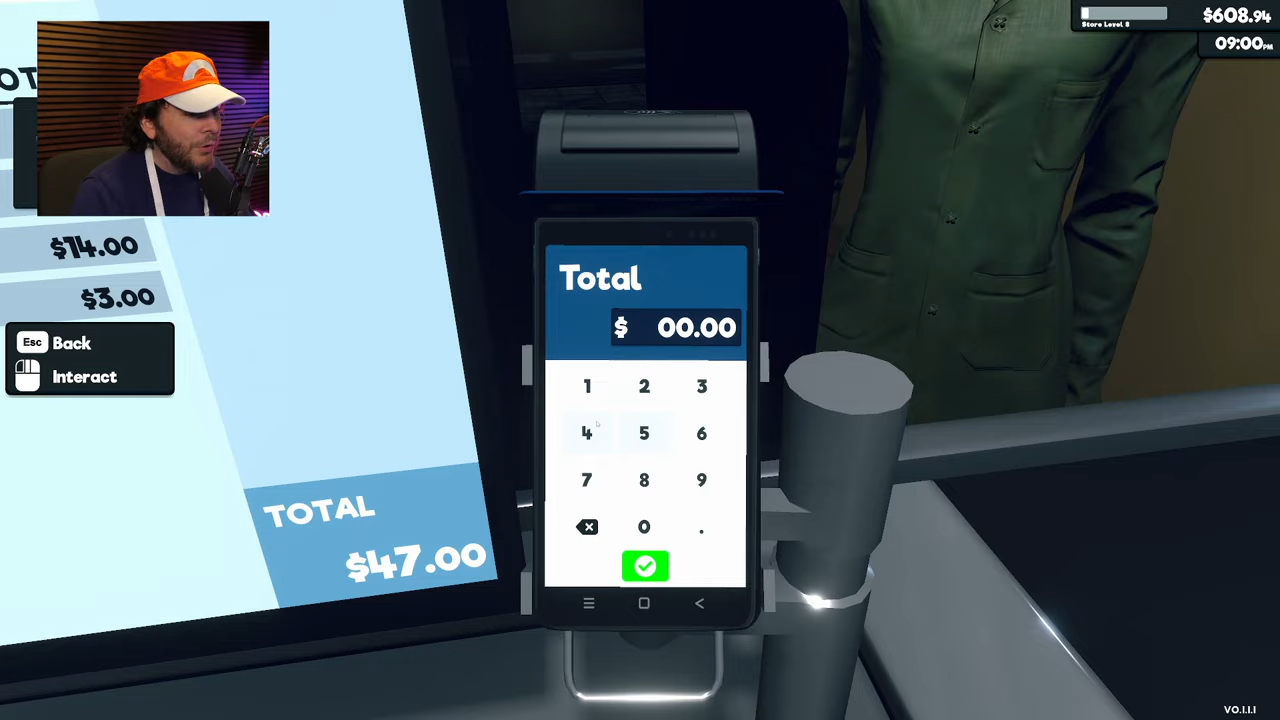 $608.94
Store Level 8
09:00PM
$14.00
$3.00
Esc Back
Interact
TOTAL
$47.00
Total
$ 00.00
1 2 3
4 5 6
7 8 9
0 .
V0.1.1.1